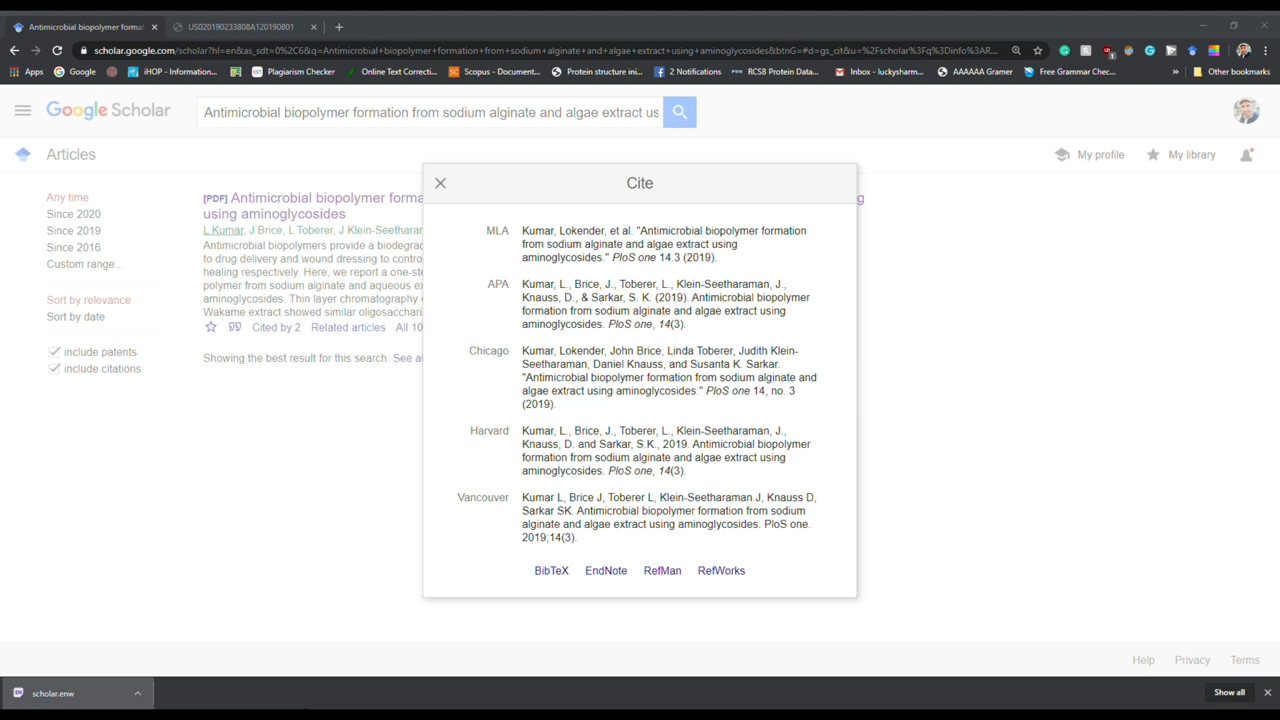 Antimicrobial biopolymer format
US020190233808A120190801
scholar.google.com/scholar?hl=en&as_sdt=0%2C6&q=Antimicrobial+biopolymer+formation+from+sodium+alginate+and+algae+extract+using+aminoglycosides&btnG=#d=gs_cit&u=%2Fscholar%3Fq%3Dinfo%3AR...
Apps
Google
iHOP - Information...
Plagiarism Checker
Online Text Correcti...
Scopus - Document...
Protein structure ini...
2 Notifications
RCSB Protein Data...
Inbox - luckysharm...
AAAAAA Gramer
Free Grammar Chec...
»
Other bookmarks
Google Scholar
Antimicrobial biopolymer formation from sodium alginate and algae extract us
Articles
My profile
My library
Any time
Since 2020
Since 2019
Since 2016
Custom range...
Sort by relevance
Sort by date
include patents
include citations
[PDF] Antimicrobial biopolymer forma
g
using aminoglycosides
L Kumar, J Brice, L Toberer, J Klein-Seetharar
Antimicrobial biopolymers provide a biodegrad
to drug delivery and wound dressing to contro
healing respectively. Here, we report a one-ste
polymer from sodium alginate and aqueous ex
aminoglycosides. Thin layer chromatography
Wakame extract showed similar oligosacchari
Cited by 2 Related articles All 10
Showing the best result for this search. See al
Cite
MLA
Kumar, Lokender, et al. "Antimicrobial biopolymer formation
from sodium alginate and algae extract using
aminoglycosides." PloS one 14.3 (2019).
APA
Kumar, L., Brice, J., Toberer, L., Klein-Seetharaman, J.,
Knauss, D., & Sarkar, S. K. (2019). Antimicrobial biopolymer
formation from sodium alginate and algae extract using
aminoglycosides. PloS one, 14(3).
Chicago
Kumar, Lokender, John Brice, Linda Toberer, Judith Klein-
Seetharaman, Daniel Knauss, and Susanta K. Sarkar.
"Antimicrobial biopolymer formation from sodium alginate and
algae extract using aminoglycosides." PloS one 14, no. 3
(2019).
Harvard
Kumar, L., Brice, J., Toberer, L., Klein-Seetharaman, J.,
Knauss, D. and Sarkar, S.K., 2019. Antimicrobial biopolymer
formation from sodium alginate and algae extract using
aminoglycosides. PloS one, 14(3).
Vancouver
Kumar L, Brice J, Toberer L, Klein-Seetharaman J, Knauss D,
Sarkar SK. Antimicrobial biopolymer formation from sodium
alginate and algae extract using aminoglycosides. PloS one.
2019;14(3).
BibTeX EndNote RefMan RefWorks
Help Privacy Terms
scholar.enw
Show all